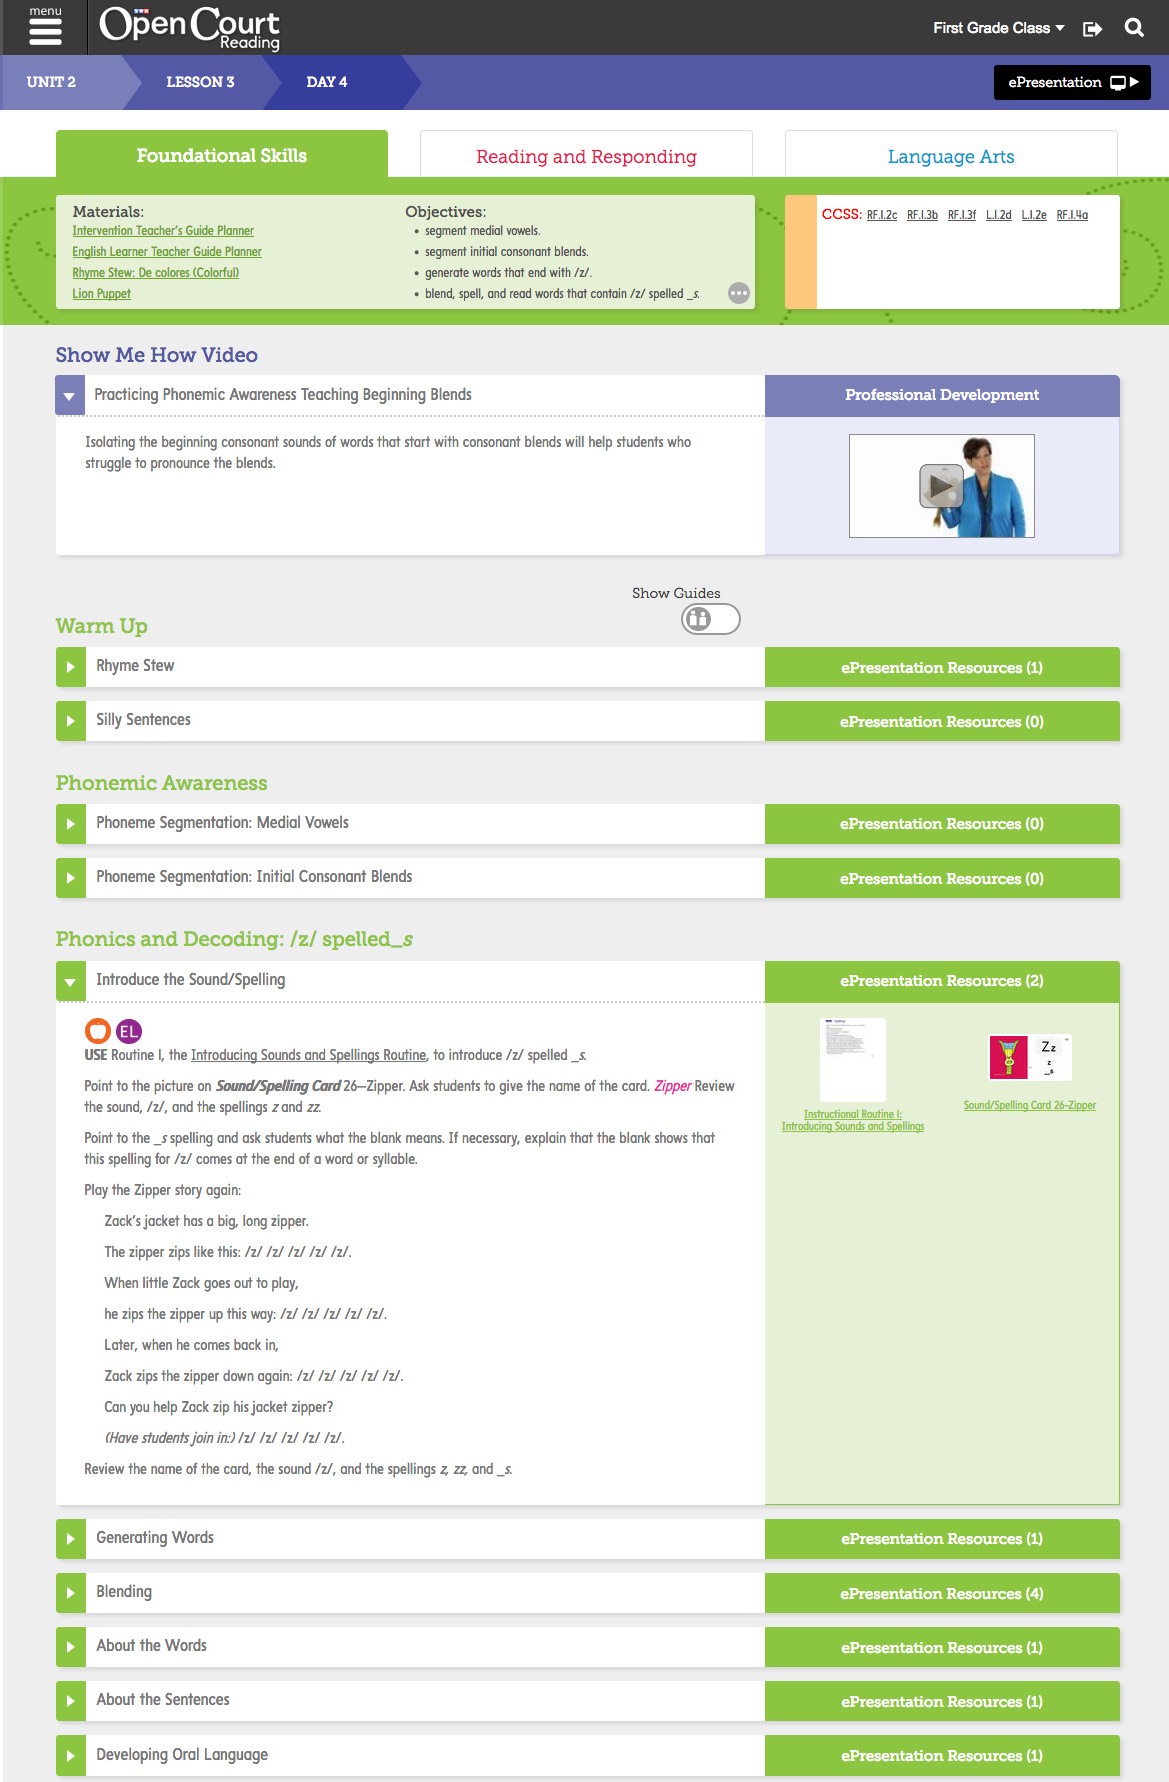 menu
Open Court
Reading
First Grade Class
UNIT 2
LESSON 3
DAY 4
ePresentation
Foundational Skills
Reading and Responding
Language Arts
Materials:
Intervention Teacher's Guide Planner
English Learner Teacher Guide Planner
Rhyme Stew: De colores (Colorful)
Lion Puppet
Objectives:
• segment medial vowels.
• segment initial consonant blends.
• generate words that end with /z/.
• blend, spell, and read words that contain /z/ spelled _s.
CCSS: RF.1.2c RF.1.3b RF.1.3f L.1.2d L.1.2e RF.1.4a
Show Me How Video
Practicing Phonemic Awareness Teaching Beginning Blends
Professional Development
Isolating the beginning consonant sounds of words that start with consonant blends will help students who
struggle to pronounce the blends.
Show Guides
Warm Up
Rhyme Stew
ePresentation Resources (1)
Silly Sentences
ePresentation Resources (0)
Phonemic Awareness
Phoneme Segmentation: Medial Vowels
ePresentation Resources (0)
Phoneme Segmentation: Initial Consonant Blends
ePresentation Resources (0)
Phonics and Decoding: /z/ spelled_s
Introduce the Sound/Spelling
ePresentation Resources (2)
EL
USE Routine 1, the Introducing Sounds and Spellings Routine, to introduce /z/ spelled _s.
Point to the picture on Sound/Spelling Card 26—Zipper. Ask students to give the name of the card. Zipper Review
the sound, /z/, and the spellings z and zz.
Point to the _s spelling and ask students what the blank means. If necessary, explain that the blank shows that
this spelling for /z/ comes at the end of a word or syllable.
Play the Zipper story again:
Zack's jacket has a big, long zipper.
The zipper zips like this: /z/ /z/ /z/ /z/ /z/.
When little Zack goes out to play,
he zips the zipper up this way: /z/ /z/ /z/ /z/ /z/.
Later, when he comes back in,
Zack zips the zipper down again: /z/ /z/ /z/ /z/ /z/.
Can you help Zack zip his jacket zipper?
(Have students join in:) /z/ /z/ /z/ /z/ /z/.
Review the name of the card, the sound /z/, and the spellings z, zz, and _s.
Instructional Routine 1:
Introducing Sounds and Spellings
Zz
z
_s
Sound/Spelling Card 26-Zipper
Generating Words
ePresentation Resources (1)
Blending
ePresentation Resources (4)
About the Words
ePresentation Resources (1)
About the Sentences
ePresentation Resources (1)
Developing Oral Language
ePresentation Resources (1)